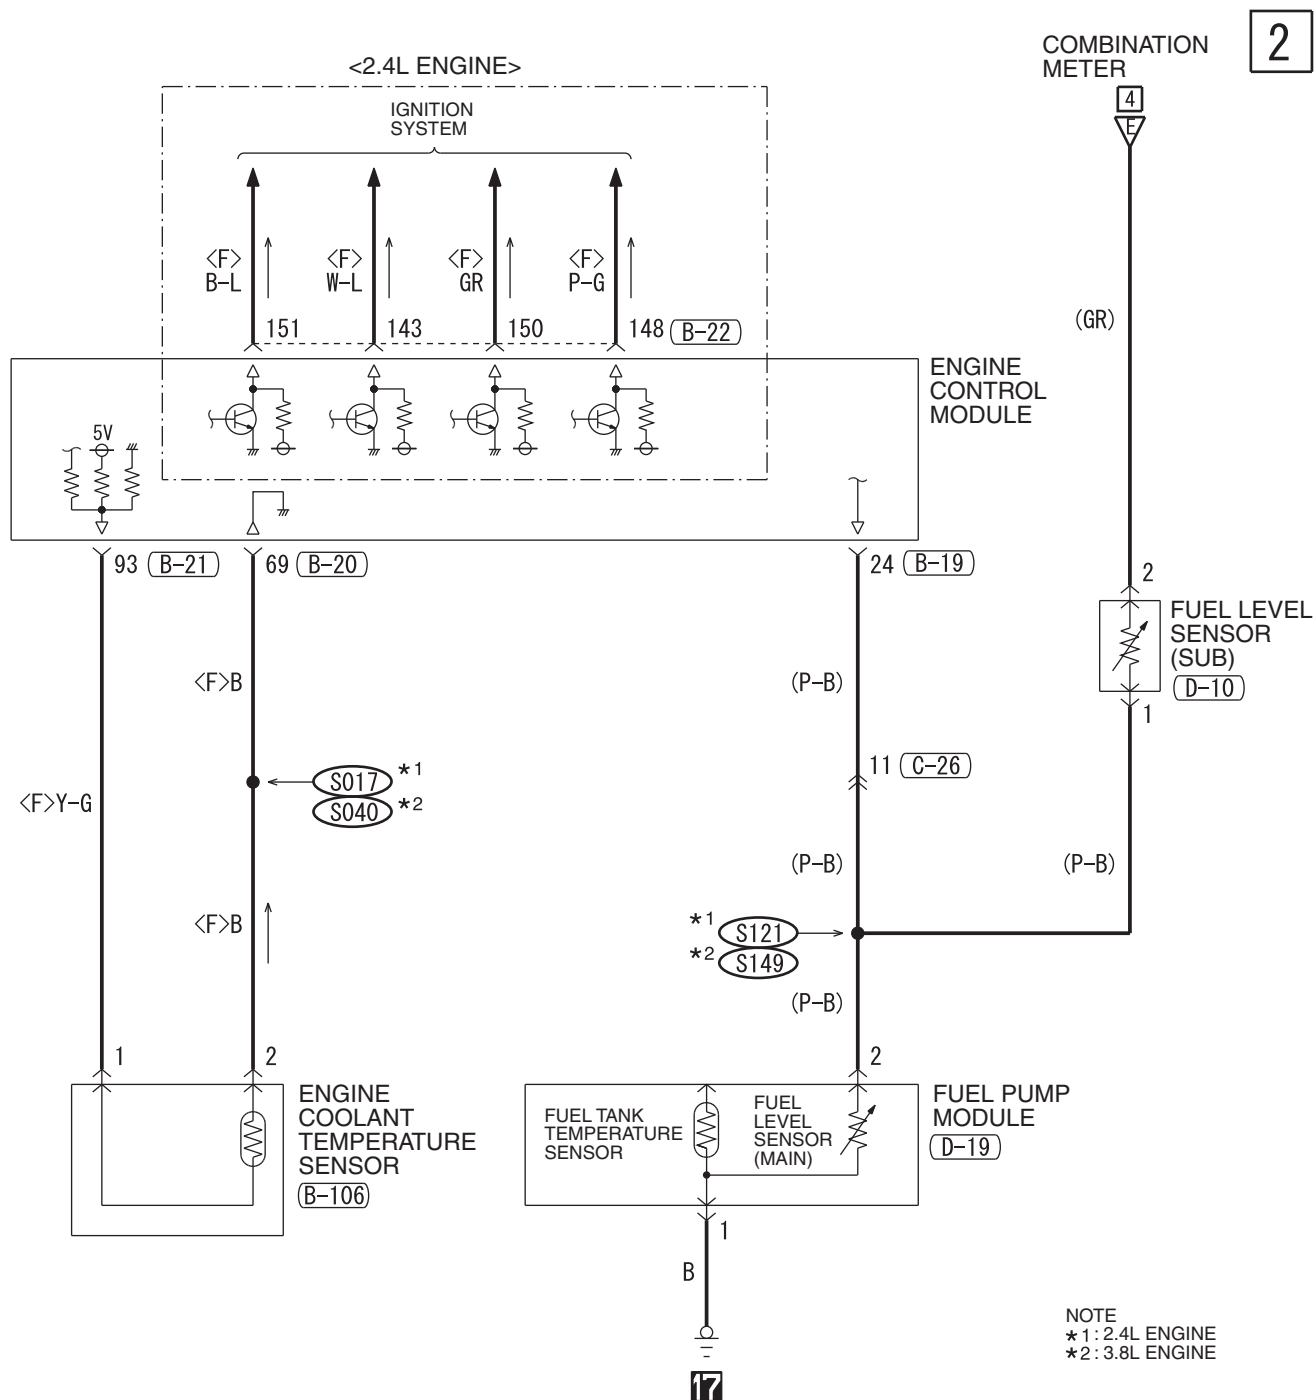 2
COMBINATION
METER
4
E
<2.4L ENGINE>
IGNITION
SYSTEM
<F>
B-L
<F>
W-L
<F>
GR
<F>
P-G
(GR)
151
143
150
148
B-22
ENGINE
CONTROL
MODULE
5V
93
B-21
69
B-20
24
B-19
2
FUEL LEVEL
SENSOR
(SUB)
D-10
1
<F>B
(P-B)
11
C-26
S017 *1
S040 *2
<F>Y-G
(P-B)
(P-B)
<F>B
*1 S121
*2 S149
(P-B)
1
2
2
ENGINE
COOLANT
TEMPERATURE
SENSOR
B-106
FUEL TANK
TEMPERATURE
SENSOR
FUEL
LEVEL
SENSOR
(MAIN)
FUEL PUMP
MODULE
D-19
1
B
17
NOTE
*1 : 2.4L ENGINE
*2 : 3.8L ENGINE